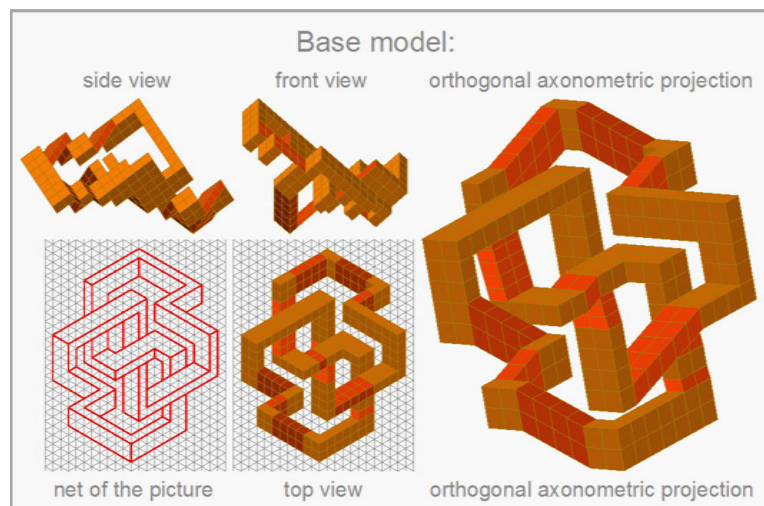 Base model:
side view front view orthogonal axonometric projection
net of the picture top view orthogonal axonometric projection